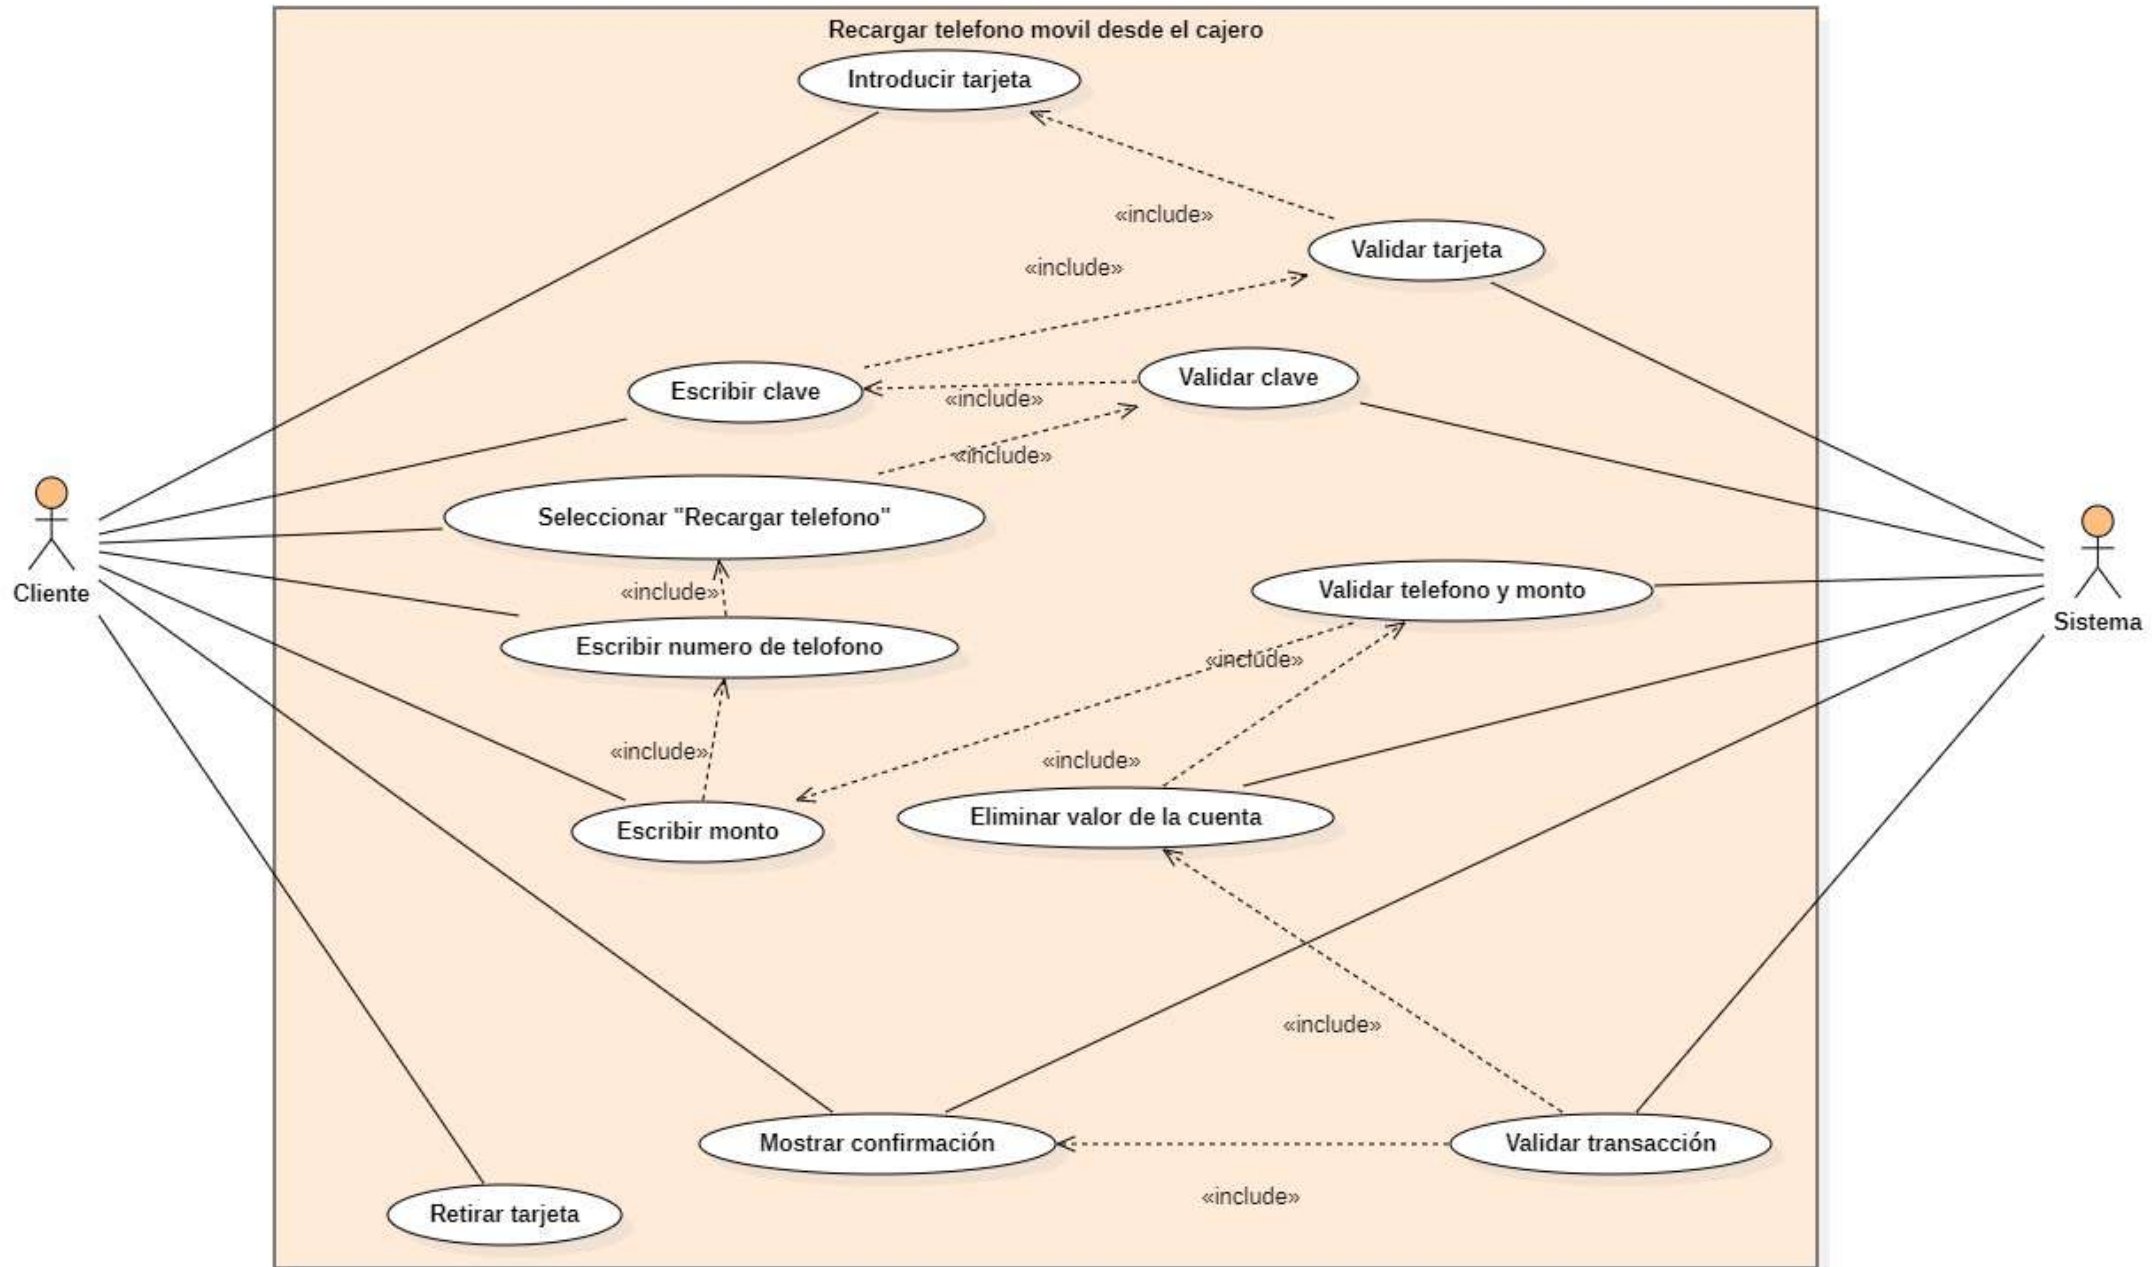 Recargar telefono movil desde el cajero
Introducir tarjeta
«include»
Validar tarjeta
«include»
Escribir clave
Validar clave
«include»
«include»
Seleccionar "Recargar telefono"
Cliente
«include»
Validar telefono y monto
Sistema
Escribir numero de telofono
«include»
«include»
«include»
Escribir monto
Eliminar valor de la cuenta
«include»
Mostrar confirmación
Validar transacción
«include»
Retirar tarjeta